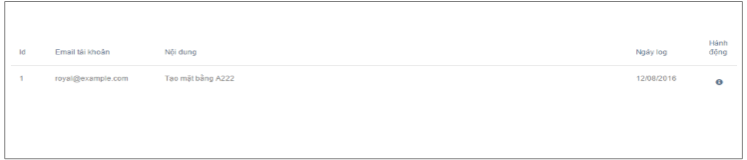 Id Email tài khoản Nội dung Ngày log Hành động
1 royal@example.com Tạo mặt bằng A222 12/08/2016